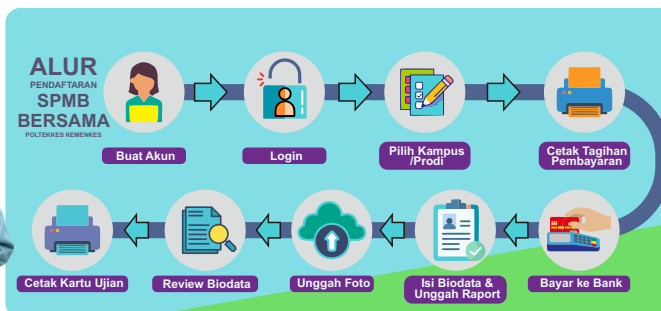 ALUR
PENDAFTARAN
SPMB
BERSAMA
POLTEKKES KEMENKES
Buat Akun
Login
Pilih Kampus
/Prodi
Cetak Tagihan
Pembayaran
Cetak Kartu Ujian
Review Biodata
Unggah Foto
Isi Biodata &
Unggah Raport
Bayar ke Bank